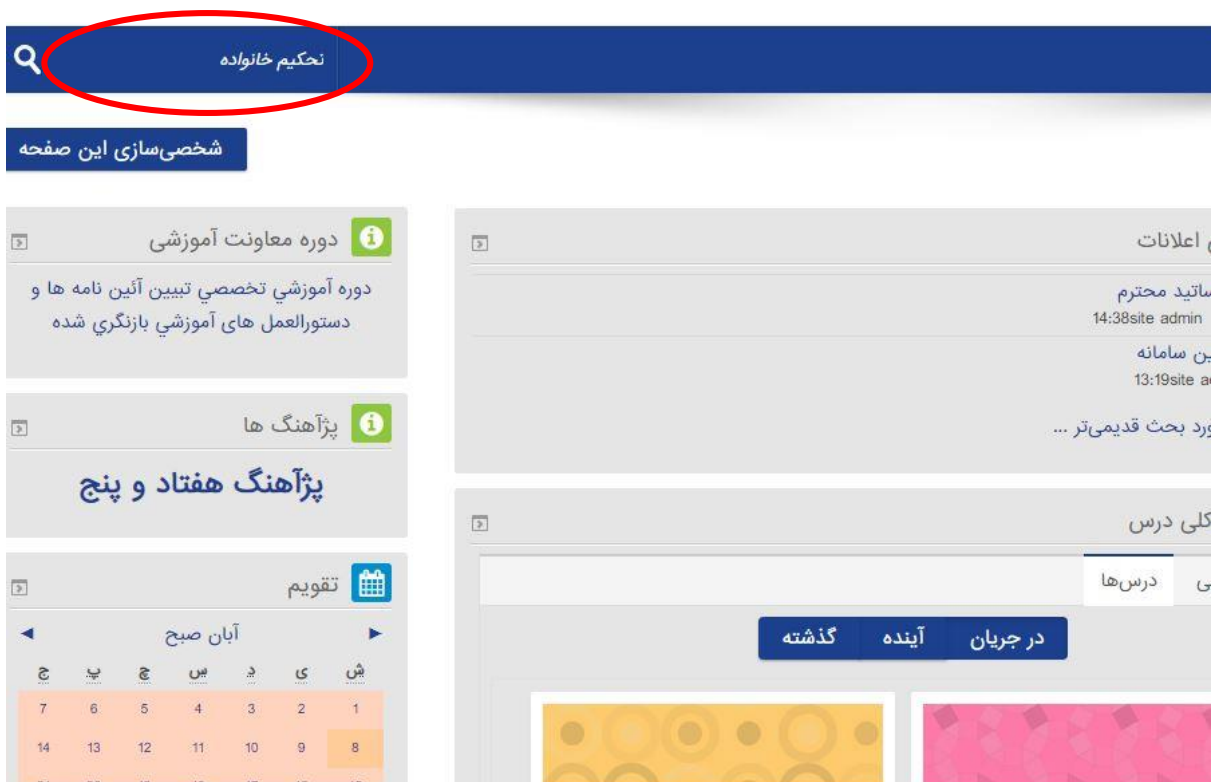 تحکیم خانواده
شخصی‌سازی این صفحه
اعلانات
ساتید محترم
14:38site admin
ین سامانه
13:19site a
ورد بحث قدیمی‌تر ...
کلی درس
درس‌ها
در جریان
آینده
گذشته
دوره معاونت آموزشی
دوره آموزشي تخصصي تبيين آئين نامه ها و
دستورالعمل های آموزشي بازنگري شده
پژآهنگ ها
پژآهنگ هفتاد و پنج
تقویم
آبان صبح
ش ی د س چ پ ج
1 2 3 4 5 6 7
8 9 10 11 12 13 14